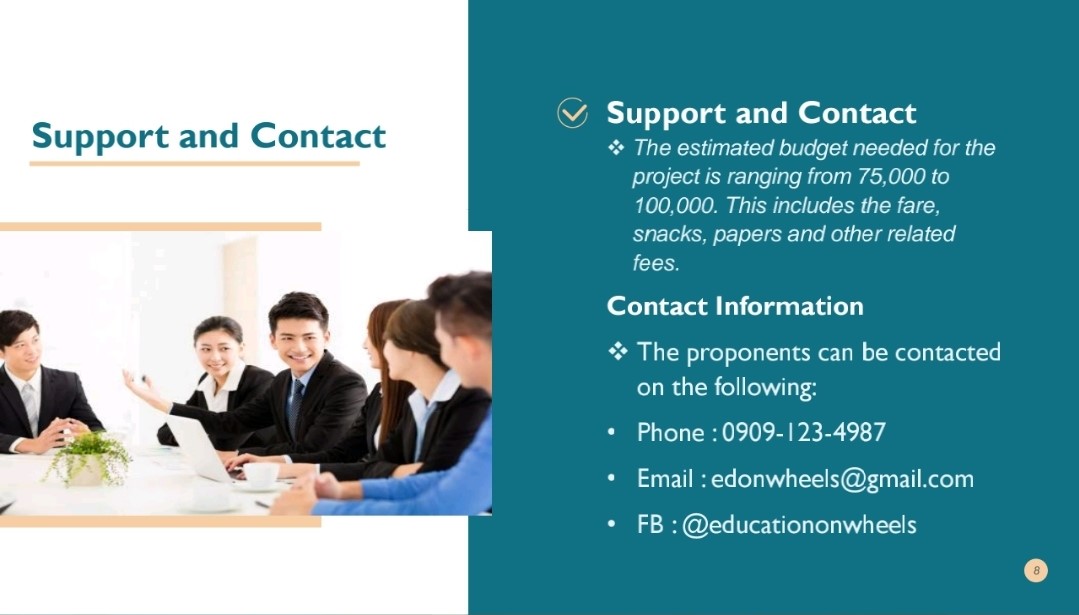 Support and Contact
Support and Contact
The estimated budget needed for the
project is ranging from 75,000 to
100,000. This includes the fare,
snacks, papers and other related
fees.
Contact Information
The proponents can be contacted
on the following:
• Phone : 0909-123-4987
• Email : edonwheels@gmail.com
• FB : @educationonwheels
8